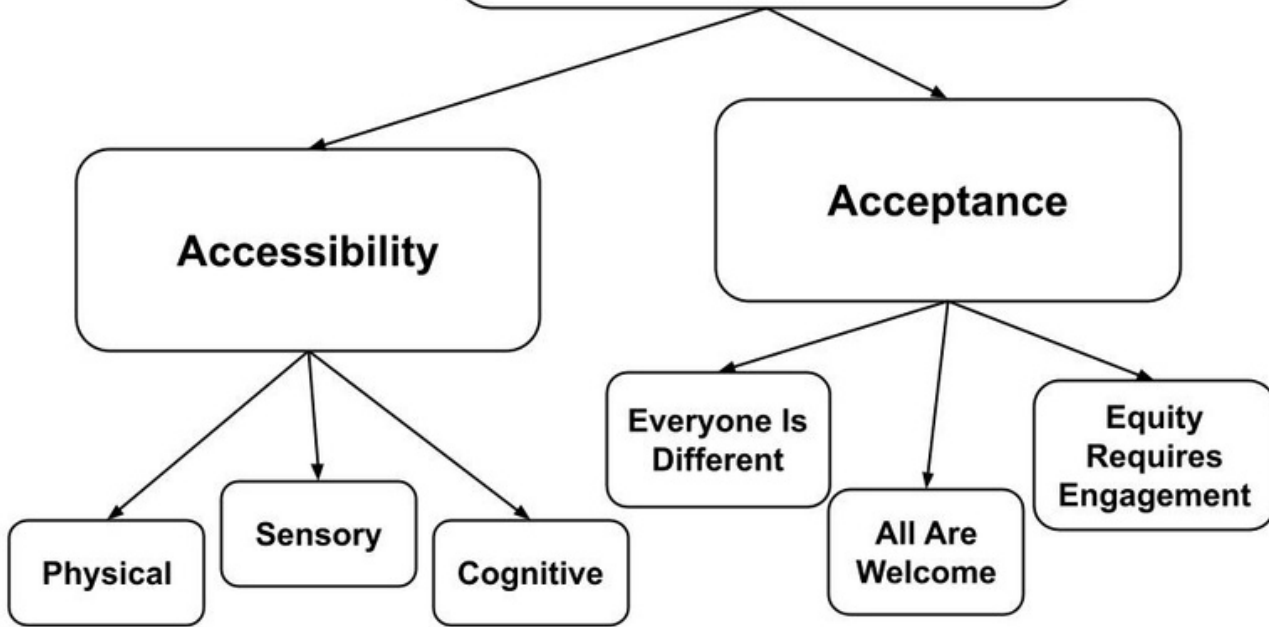 Accessibility
Acceptance
Physical
Sensory
Cognitive
Everyone Is
Different
All Are
Welcome
Equity
Requires
Engagement